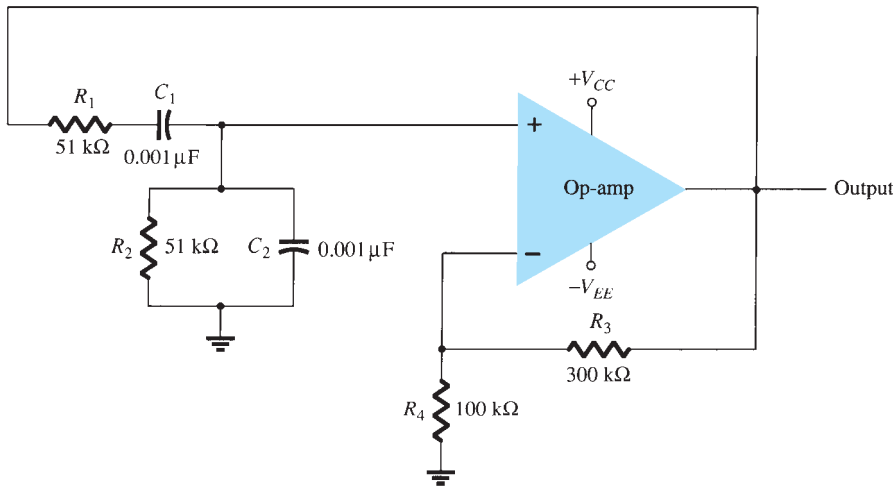 R1
C1
51 kΩ
0.001 µF
+VCC
+
Op-amp
Output
R2
51 kΩ
C2
0.001 µF
−
−VEE
R3
300 kΩ
R4
100 kΩ